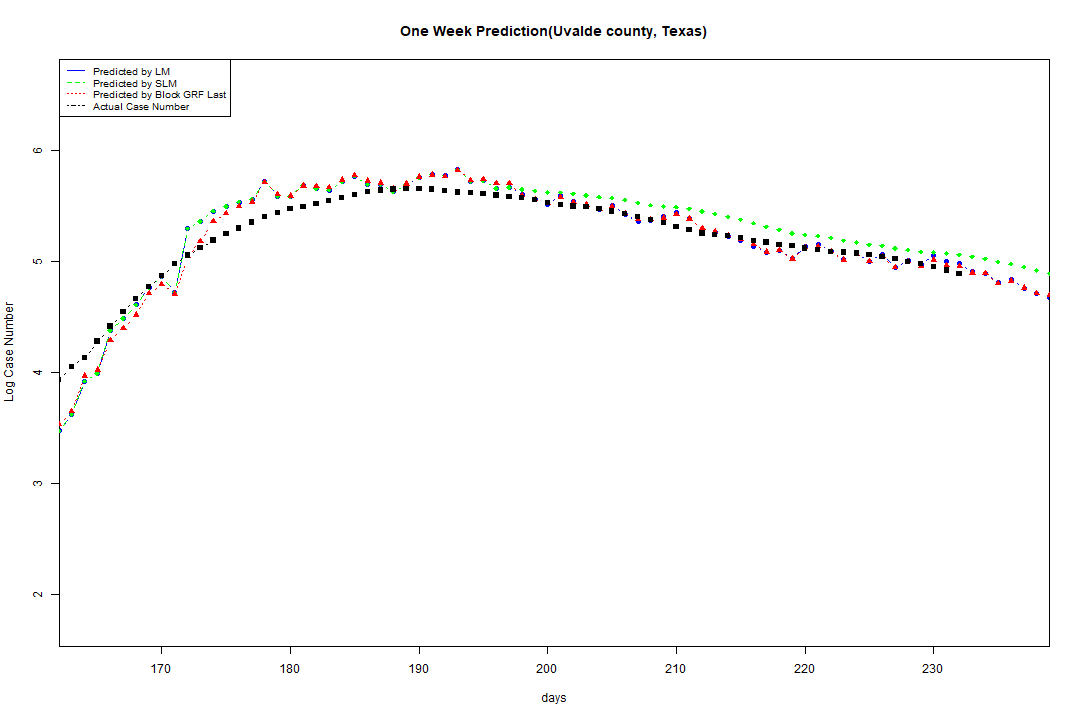 One Week Prediction(Uvalde county, Texas)
Predicted by LM
Predicted by SLM
Predicted by Block GRF Last
Actual Case Number
6
5
4
3
2
Log Case Number
170 180 190 200 210 220 230
days